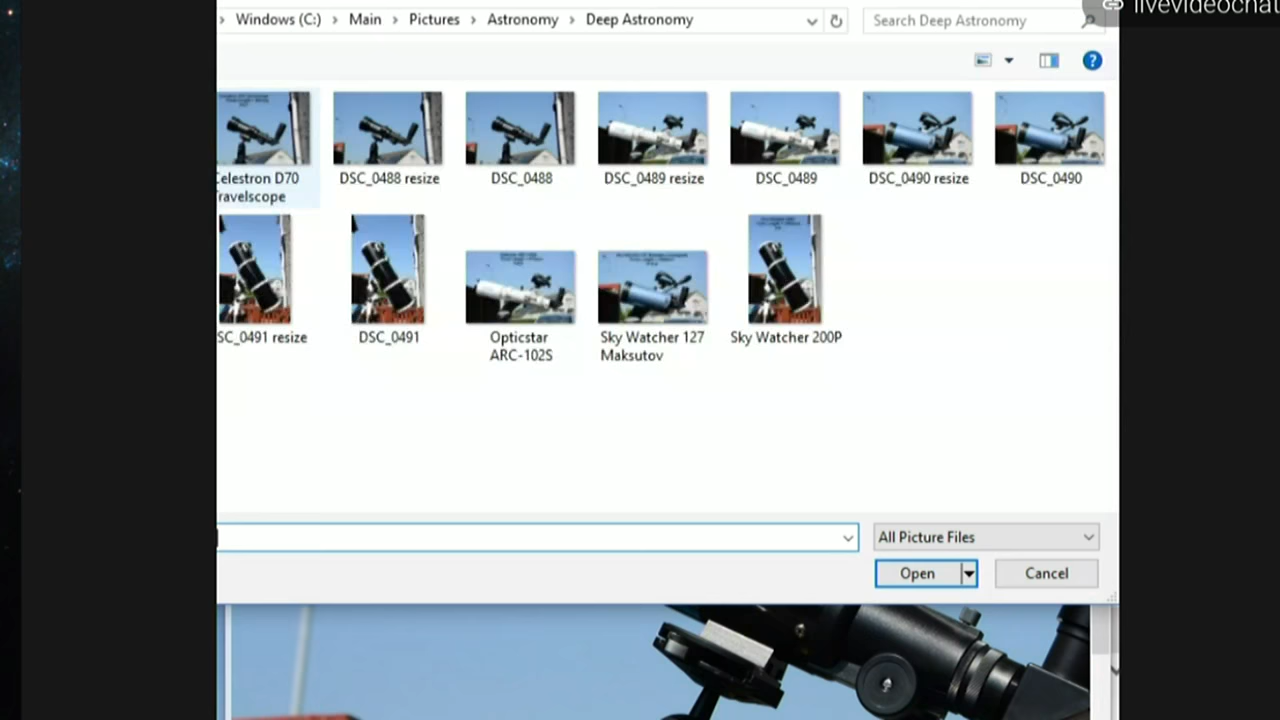 livevideochat
Windows (C:) > Main > Pictures > Astronomy > Deep Astronomy
Search Deep Astronomy
Celestron D70
Travelscope
DSC_0488 resize
DSC_0488
DSC_0489 resize
DSC_0489
DSC_0490 resize
DSC_0490
SC_0491 resize
DSC_0491
Opticstar
ARC-102S
Sky Watcher 127
Maksutov
Sky Watcher 200P
All Picture Files
Open
Cancel